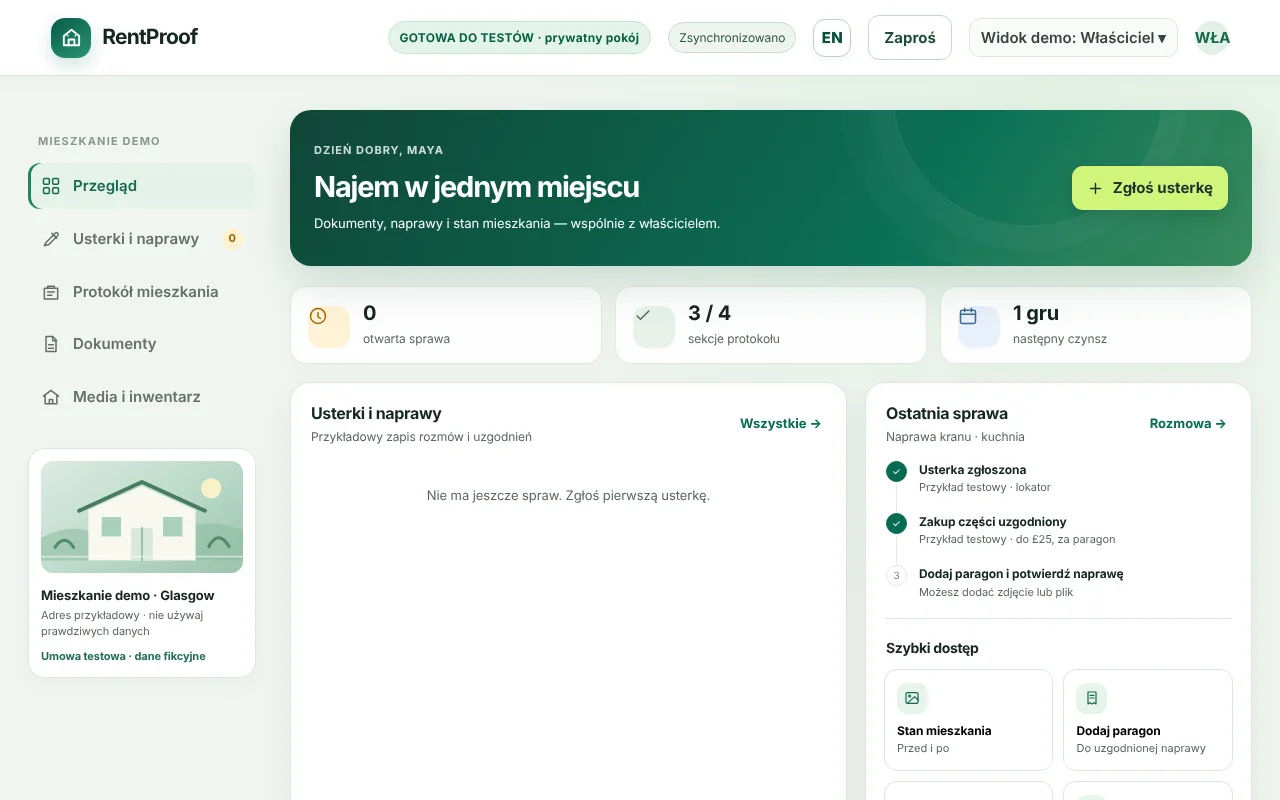 RentProof
GOTOWA DO TESTÓW · prywatny pokój
Zsynchronizowano
EN
Zaproś
Widok demo: Właściciel ▾
WŁA
MIESZKANIE DEMO
Przegląd
Usterki i naprawy
0
Protokół mieszkania
Dokumenty
Media i inwentarz
Mieszkanie demo · Glasgow
Adres przykładowy · nie używaj
prawdziwych danych
Umowa testowa · dane fikcyjne
DZIEŃ DOBRY, MAYA
Najem w jednym miejscu
Dokumenty, naprawy i stan mieszkania — wspólnie z właścicielem.
+ Zgłoś usterkę
0
otwarta sprawa
3 / 4
sekcje protokołu
1 gru
następny czynsz
Usterki i naprawy
Przykładowy zapis rozmów i uzgodnień
Wszystkie →
Nie ma jeszcze spraw. Zgłoś pierwszą usterkę.
Ostatnia sprawa
Naprawa kranu · kuchnia
Rozmowa →
Usterka zgłoszona
Przykład testowy · lokator
Zakup części uzgodniony
Przykład testowy · do £25, za paragon
3
Dodaj paragon i potwierdź naprawę
Możesz dodać zdjęcie lub plik
Szybki dostęp
Stan mieszkania
Przed i po
Dodaj paragon
Do uzgodnionej naprawy